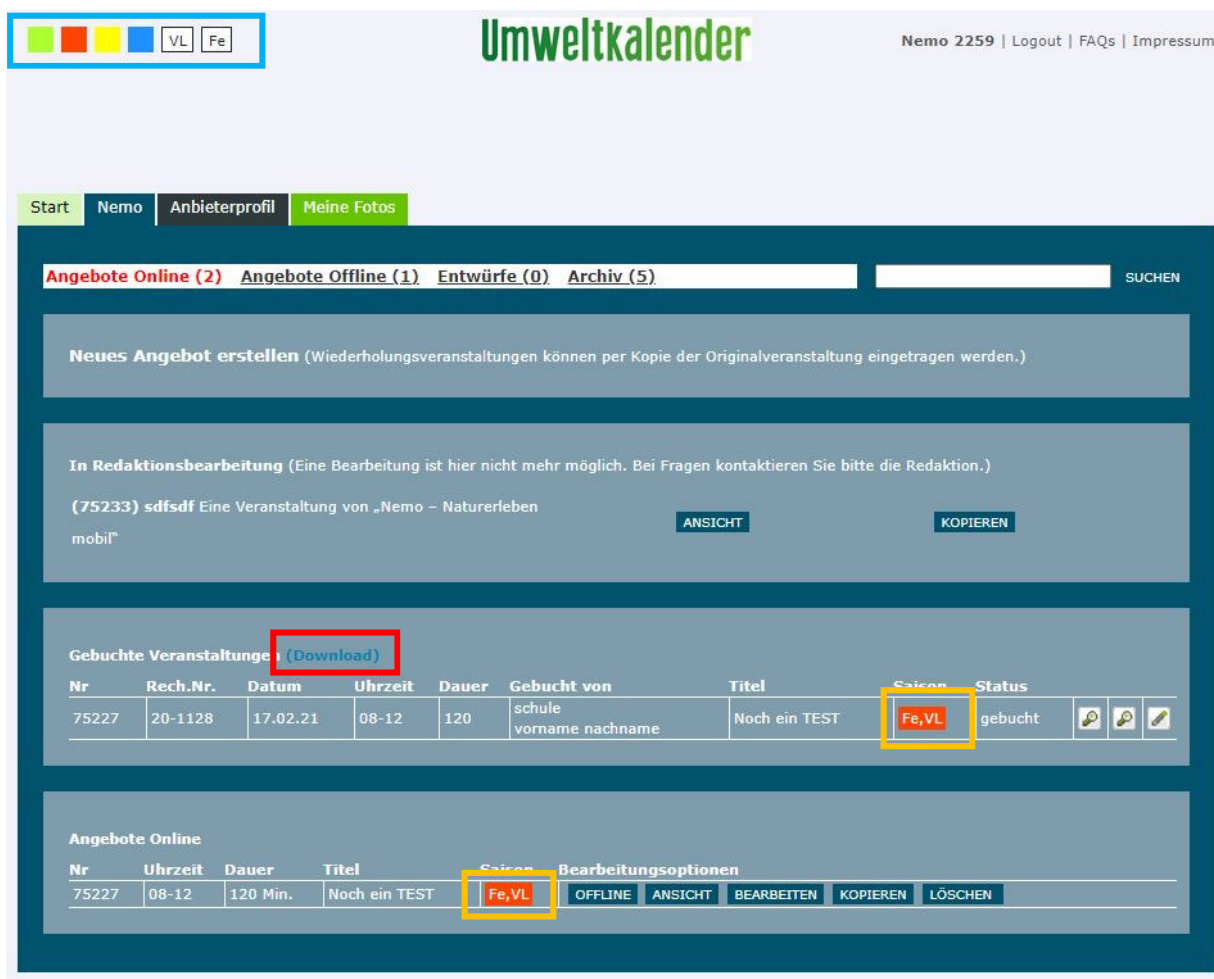 VL Fe
Umweltkalender
Nemo 2259 | Logout | FAQs | Impressum
Start Nemo Anbieterprofil Meine Fotos
Angebote Online (2) Angebote Offline (1) Entwürfe (0) Archiv (5) SUCHEN
Neues Angebot erstellen (Wiederholungsveranstaltungen können per Kopie der Originalveranstaltung eingetragen werden.)
In Redaktionsbearbeitung (Eine Bearbeitung ist hier nicht mehr möglich. Bei Fragen kontaktieren Sie bitte die Redaktion.)
(75233) sdfsdf Eine Veranstaltung von „Nemo – Naturerleben
mobil“
ANSICHT KOPIEREN
Gebuchte Veranstaltungen (Download)
Nr Rech.Nr. Datum Uhrzeit Dauer Gebucht von Titel Saison Status
75227 20-1128 17.02.21 08-12 120 schule
vorname nachname Noch ein TEST Fe,VL gebucht
Angebote Online
Nr Uhrzeit Dauer Titel Saison Bearbeitungsoptionen
75227 08-12 120 Min. Noch ein TEST Fe,VL OFFLINE ANSICHT BEARBEITEN KOPIEREN LÖSCHEN